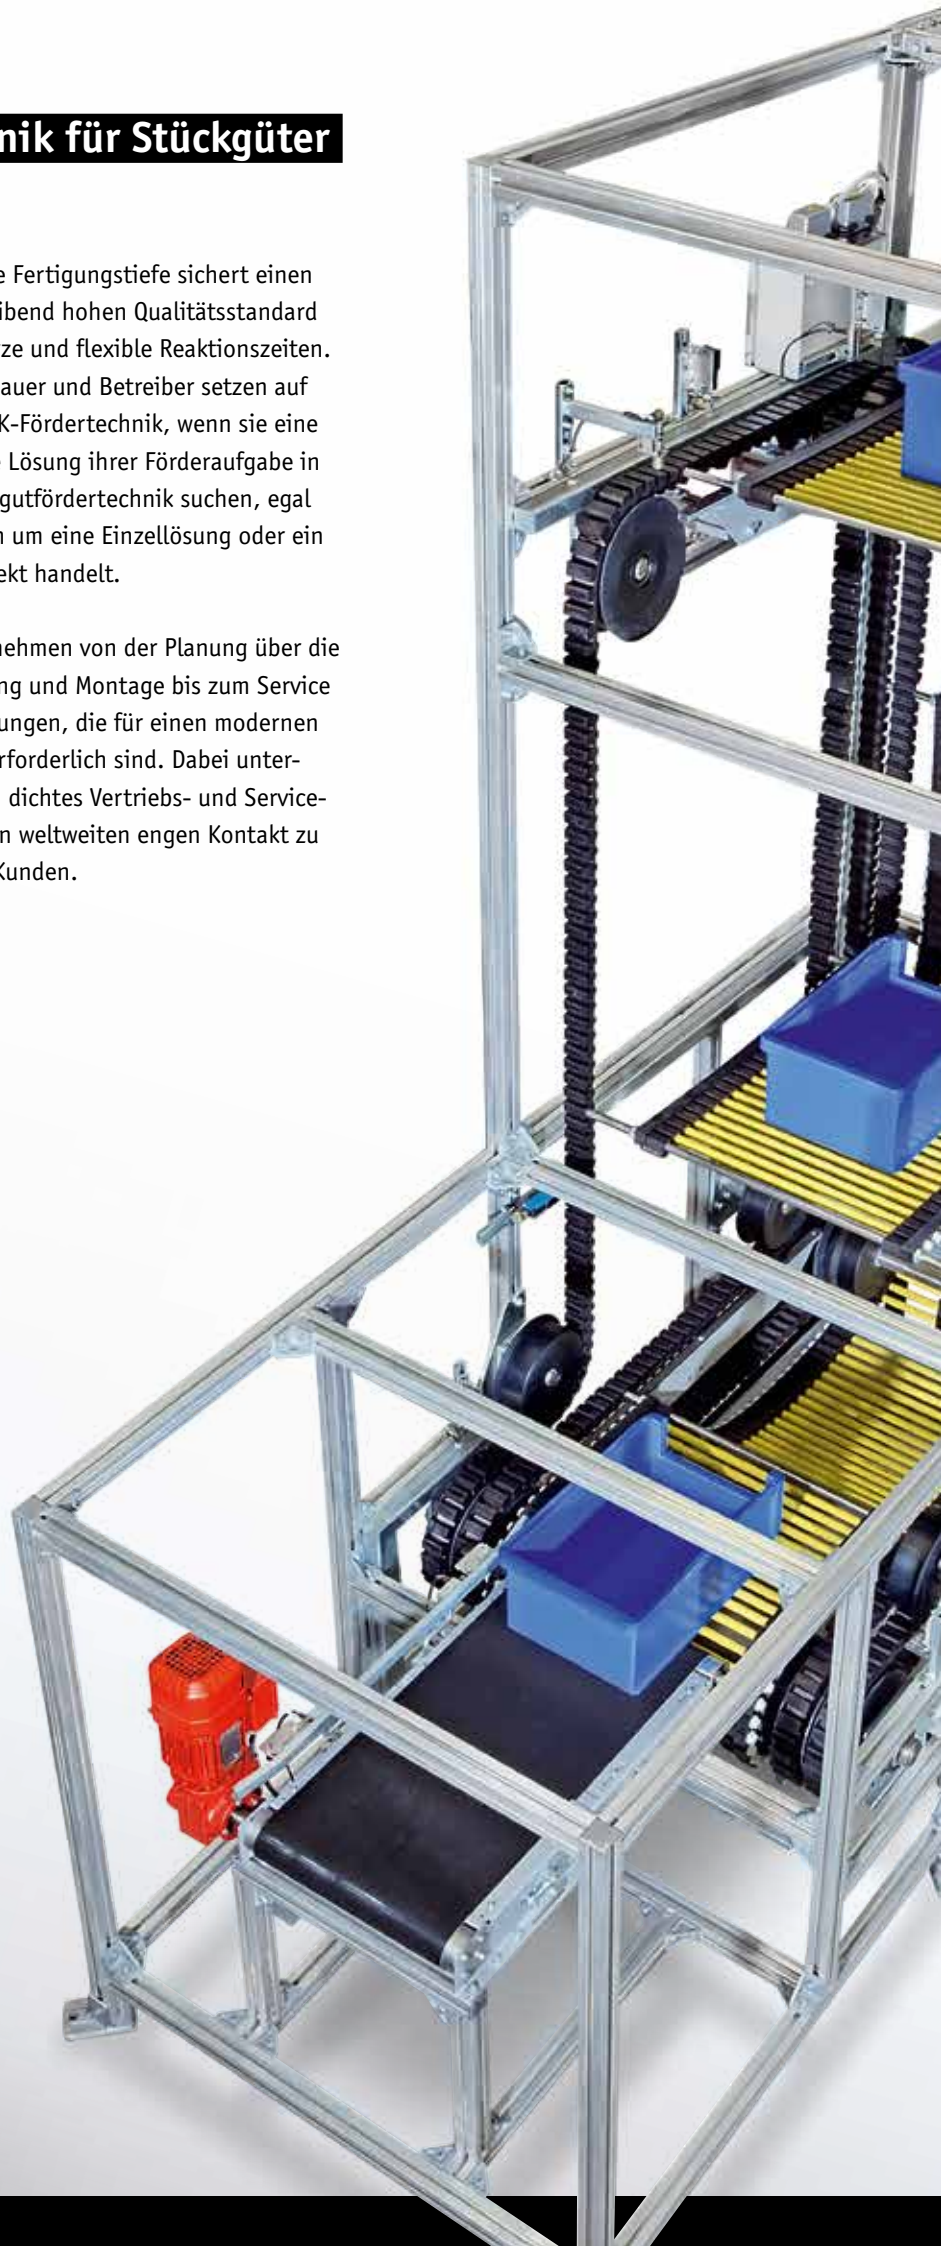 nik für Stückgüter
e Fertigungstiefe sichert einen
ibend hohen Qualitätsstandard
ze und flexible Reaktionszeiten.
auer und Betreiber setzen auf
K-Fördertechnik, wenn sie eine
e Lösung ihrer Förderaufgabe in
gutfördertechnik suchen, egal
n um eine Einzellösung oder ein
ekt handelt.
nehmen von der Planung über die
ng und Montage bis zum Service
ungen, die für einen modernen
rforderlich sind. Dabei unter-
dichtes Vertriebs- und Service-
n weltweiten engen Kontakt zu
Kunden.